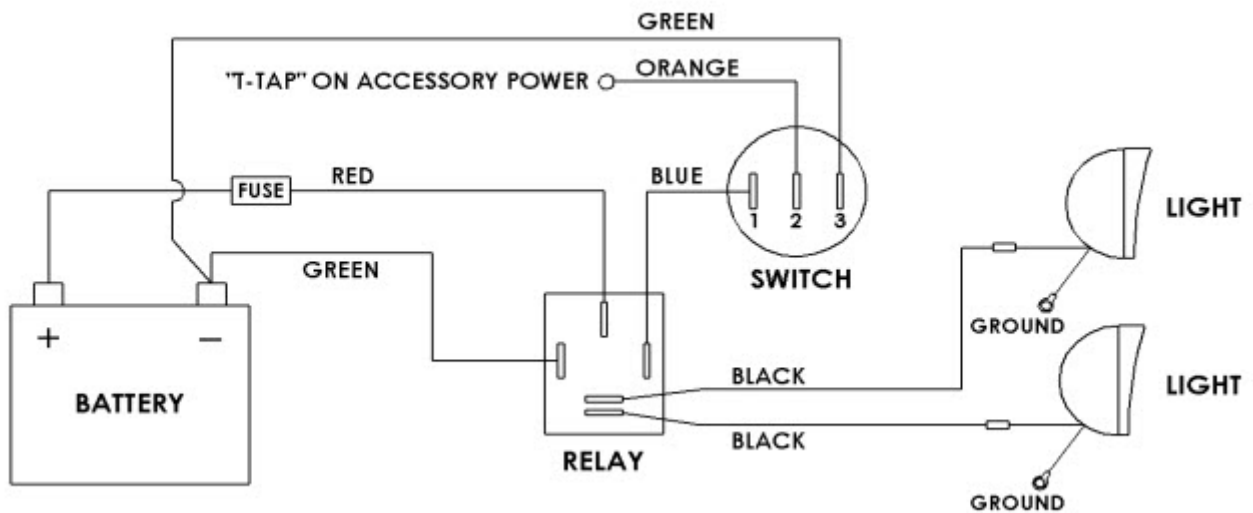 GREEN
"T-TAP" ON ACCESSORY POWER
ORANGE
FUSE
RED
BLUE
1
2
3
LIGHT
SWITCH
GREEN
GROUND
+
−
BATTERY
BLACK
LIGHT
BLACK
RELAY
GROUND